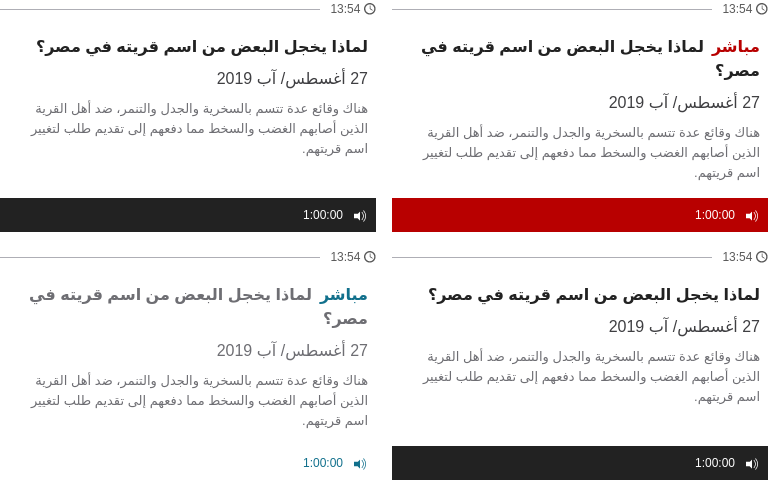 13:54
مباشر لماذا يخجل البعض من اسم قريته في
مصر؟
27 أغسطس/ آب 2019
هناك وقائع عدة تتسم بالسخرية والجدل والتنمر، ضد أهل القرية
الذين أصابهم الغضب والسخط مما دفعهم إلى تقديم طلب لتغيير
اسم قريتهم.
1:00:00
13:54
لماذا يخجل البعض من اسم قريته في مصر؟
27 أغسطس/ آب 2019
هناك وقائع عدة تتسم بالسخرية والجدل والتنمر، ضد أهل القرية
الذين أصابهم الغضب والسخط مما دفعهم إلى تقديم طلب لتغيير
اسم قريتهم.
1:00:00
13:54
لماذا يخجل البعض من اسم قريته في مصر؟
27 أغسطس/ آب 2019
هناك وقائع عدة تتسم بالسخرية والجدل والتنمر، ضد أهل القرية
الذين أصابهم الغضب والسخط مما دفعهم إلى تقديم طلب لتغيير
اسم قريتهم.
1:00:00
13:54
مباشر لماذا يخجل البعض من اسم قريته في
مصر؟
27 أغسطس/ آب 2019
هناك وقائع عدة تتسم بالسخرية والجدل والتنمر، ضد أهل القرية
الذين أصابهم الغضب والسخط مما دفعهم إلى تقديم طلب لتغيير
اسم قريتهم.
1:00:00